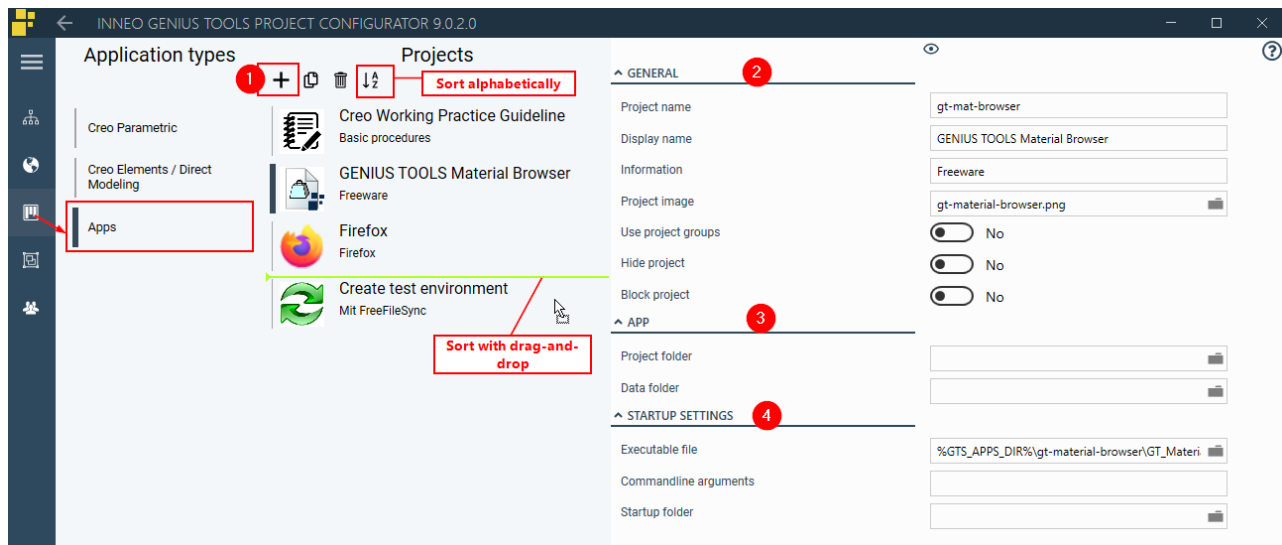 INNEO GENIUS TOOLS PROJECT CONFIGURATOR 9.0.2.0
Application types
Creo Parametric
Creo Elements / Direct
Modeling
Apps
Projects
1
Sort alphabetically
Creo Working Practice Guideline
Basic procedures
GENIUS TOOLS Material Browser
Freeware
Firefox
Firefox
Create test environment
Mit FreeFileSync
Sort with drag-and-
drop
GENERAL 2
Project name gt-mat-browser
Display name GENIUS TOOLS Material Browser
Information Freeware
Project image gt-material-browser.png
Use project groups No
Hide project No
Block project No
APP 3
Project folder
Data folder
STARTUP SETTINGS 4
Executable file %GTS_APPS_DIR%\gt-material-browser\GT_Materi
Commandline arguments
Startup folder